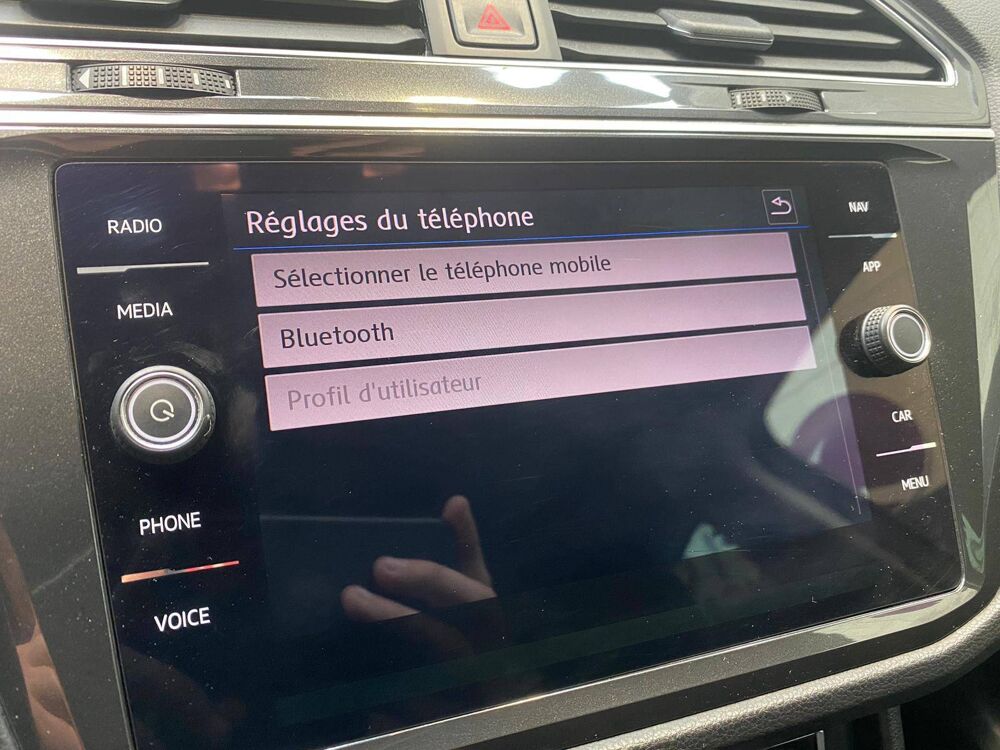 RADIO
MEDIA
PHONE
VOICE
Réglages du téléphone
Sélectionner le téléphone mobile
Bluetooth
Profil d'utilisateur
NAV
APP
CAR
MENU